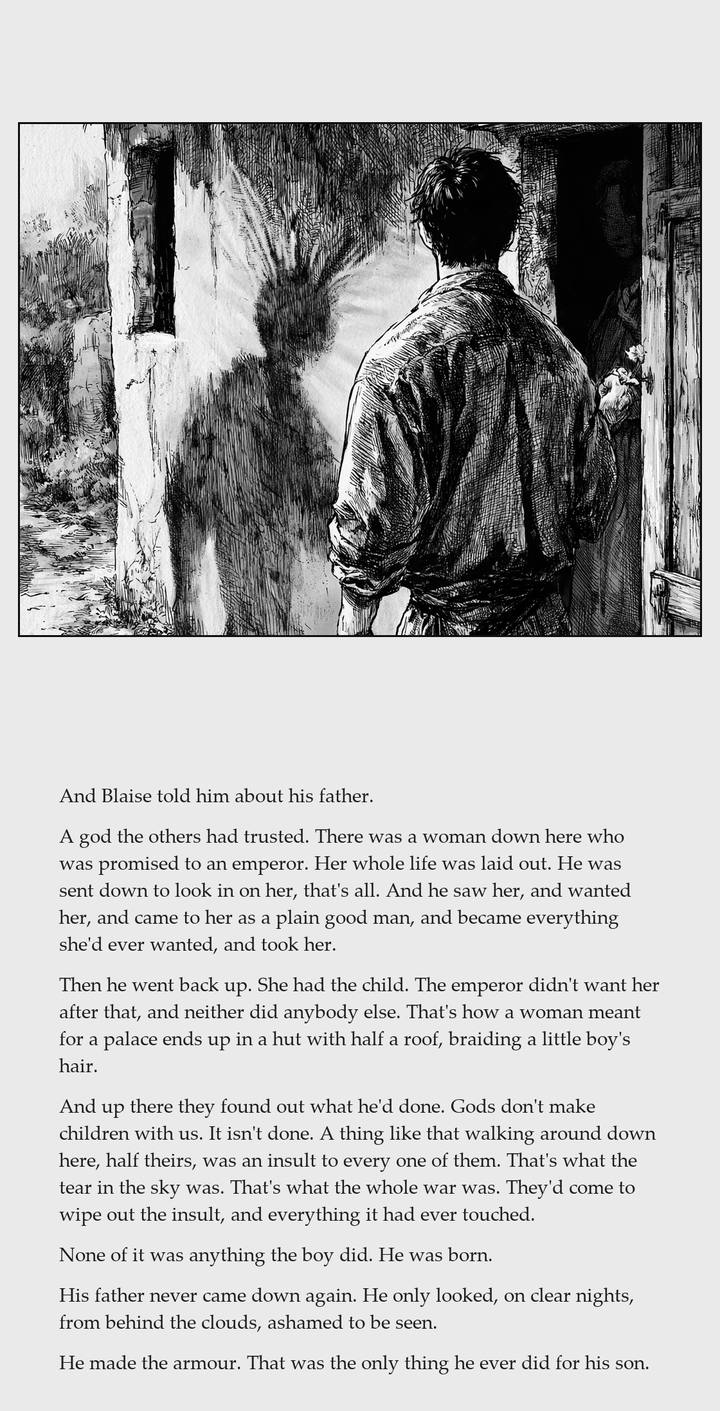 And Blaise told him about his father.
A god the others had trusted. There was a woman down here who
was promised to an emperor. Her whole life was laid out. He was
sent down to look in on her, that's all. And he saw her, and wanted
her, and came to her as a plain good man, and became everything
she'd ever wanted, and took her.
Then he went back up. She had the child. The emperor didn't want her
after that, and neither did anybody else. That's how a woman meant
for a palace ends up in a hut with half a roof, braiding a little boy's
hair.
And up there they found out what he'd done. Gods don't make
children with us. It isn't done. A thing like that walking around down
here, half theirs, was an insult to every one of them. That's what the
tear in the sky was. That's what the whole war was. They'd come to
wipe out the insult, and everything it had ever touched.
None of it was anything the boy did. He was born.
His father never came down again. He only looked, on clear nights,
from behind the clouds, ashamed to be seen.
He made the armour. That was the only thing he ever did for his son.